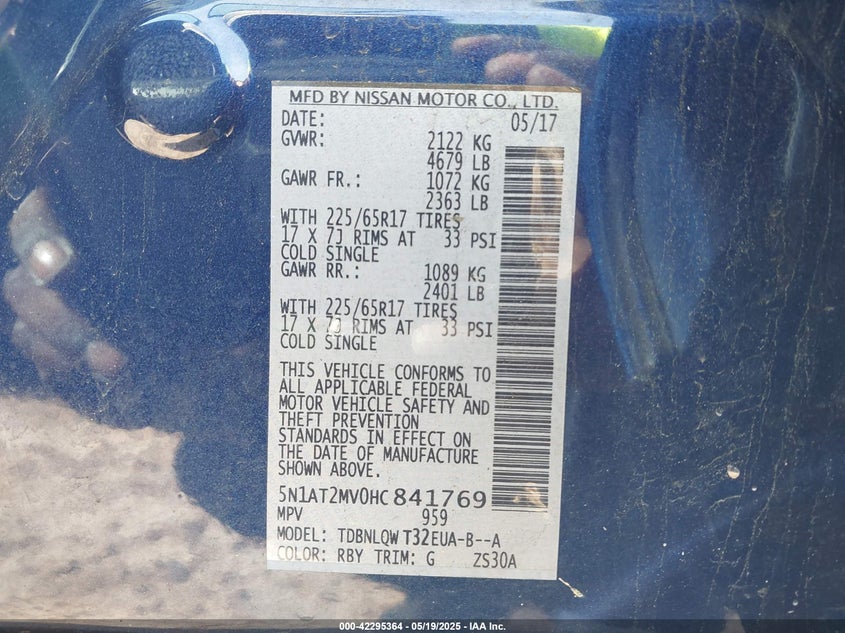 MFD BY NISSAN MOTOR CO., LTD.
DATE: 05/17
GVWR: 2122 KG
4679 LB
GAWR FR.: 1072 KG
2363 LB
WITH 225/65R17 TIRES
17 X 7J RIMS AT 33 PSI
COLD SINGLE
GAWR RR.: 1089 KG
2401 LB
WITH 225/65R17 TIRES
17 X 7J RIMS AT 33 PSI
COLD SINGLE
THIS VEHICLE CONFORMS TO
ALL APPLICABLE FEDERAL
MOTOR VEHICLE SAFETY AND
THEFT PREVENTION
STANDARDS IN EFFECT ON
THE DATE OF MANUFACTURE
SHOWN ABOVE.
5N1AT2MV0HC841769
MPV 959
MODEL: TDBNLQW T32EUA-B--A
COLOR: RBY TRIM: G ZS30A
000-42295364 - 05/19/2025 - IAA Inc.